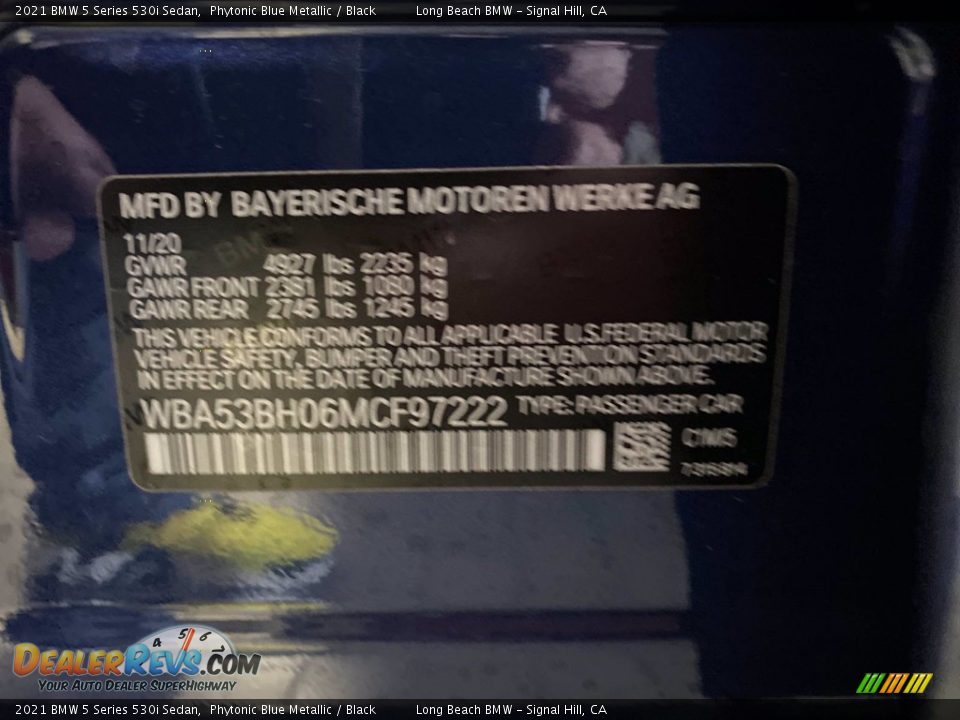 2021 BMW 5 Series 530i Sedan,  Phytonic Blue Metallic / Black          Long Beach BMW - Signal Hill, CA
MFD BY BAYERISCHE MOTOREN WERKE AG
11/20
GVWR 4927 lbs 2235 kg
GAWR FRONT 2381 lbs 1080 kg
GAWR REAR 2745 lbs 1245 kg
THIS VEHICLE CONFORMS TO ALL APPLICABLE U.S.FEDERAL MOTOR
VEHICLE SAFETY, BUMPER AND THEFT PREVENTION STANDARDS
IN EFFECT ON THE DATE OF MANUFACTURE SHOWN ABOVE.
WBA53BH06MCF97222 TYPE: PASSENGER CAR
4 5 6
DEALERREVS.COM
YOUR AUTO DEALER SUPERHIGHWAY
2021 BMW 5 Series 530i Sedan,  Phytonic Blue Metallic / Black          Long Beach BMW - Signal Hill, CA